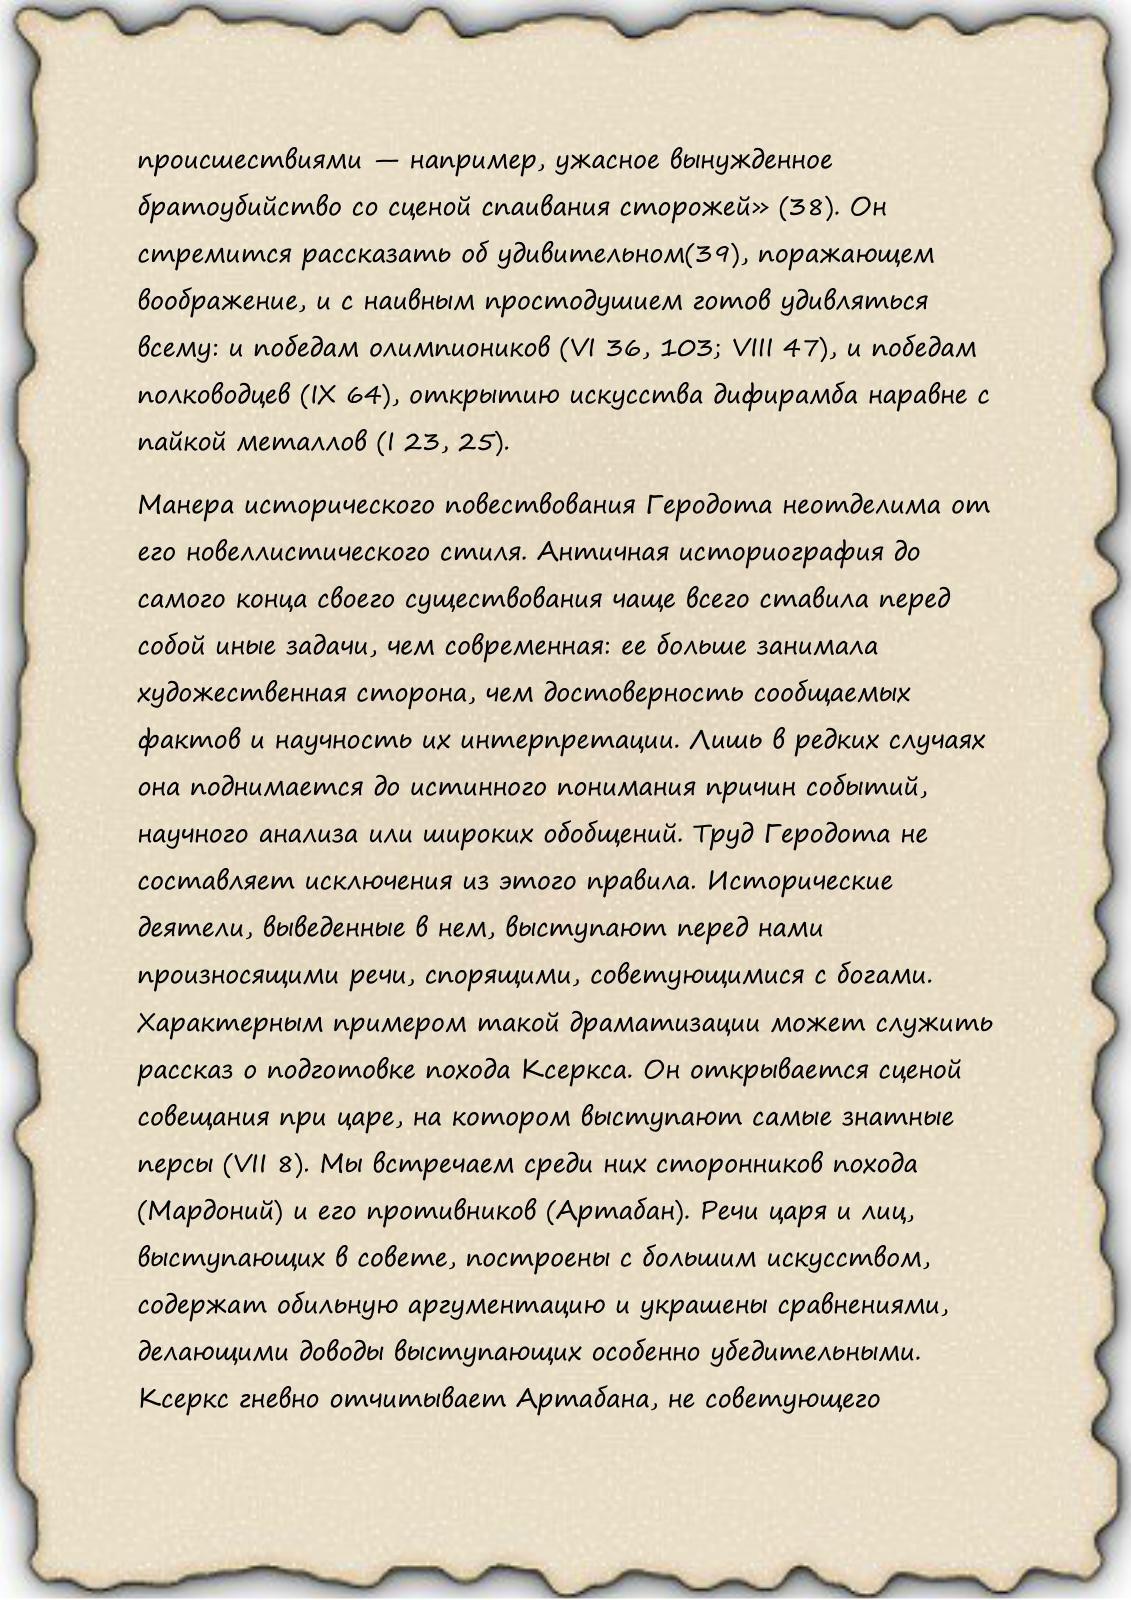 происшествиями — например, ужасное вынужденное
братоубийство со сценой спаивания сторожей» (38). Он
стремится рассказать об удивительном(39), поражающем
воображение, и с наивным простодушием готов удивляться
всему: и победам олимпиоников (VI 36, 103; VIII 47), и победам
полководцев (IX 64), открытию искусства дифирамба наравне с
пайкой металлов (I 23, 25).
Манера исторического повествования Геродота неотделима от
его новеллистического стиля. Античная историография до
самого конца своего существования чаще всего ставила перед
собой иные задачи, чем современная: ее больше занимала
художественная сторона, чем достоверность сообщаемых
фактов и научность их интерпретации. Лишь в редких случаях
она поднимается до истинного понимания причин событий,
научного анализа или широких обобщений. Труд Геродота не
составляет исключения из этого правила. Исторические
деятели, выведенные в нем, выступают перед нами
произносящими речи, спорящими, советующимися с богами.
Характерным примером такой драматизации может служить
рассказ о подготовке похода Ксеркса. Он открывается сценой
совещания при царе, на котором выступают самые знатные
персы (VII 8). Мы встречаем среди них сторонников похода
(Мардоний) и его противников (Артабан). Речи царя и лиц,
выступающих в совете, построены с большим искусством,
содержат обильную аргументацию и украшены сравнениями,
делающими доводы выступающих особенно убедительными.
Ксеркс гневно отчитывает Артабана, не советующего